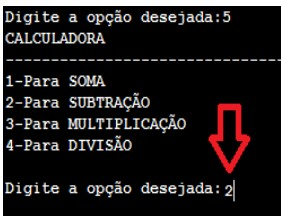 Digite a opção desejada:5
CALCULADORA
--------------------------------
1-Para SOMA
2-Para SUBTRAÇÃO
3-Para MULTIPLICAÇÃO
4-Para DIVISÃO
Digite a opção desejada:2